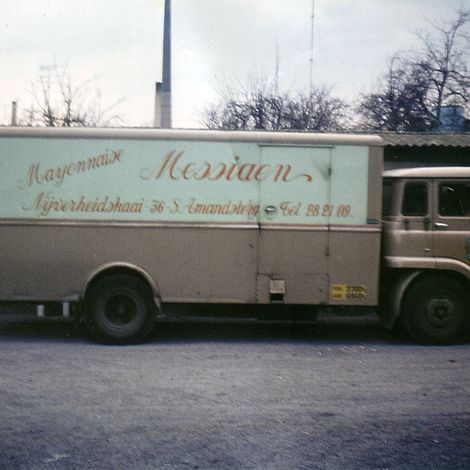 Mayonnaise Messiaen
Nijverheidskaai 36 S. Amandsberg Tel 28.21.09.